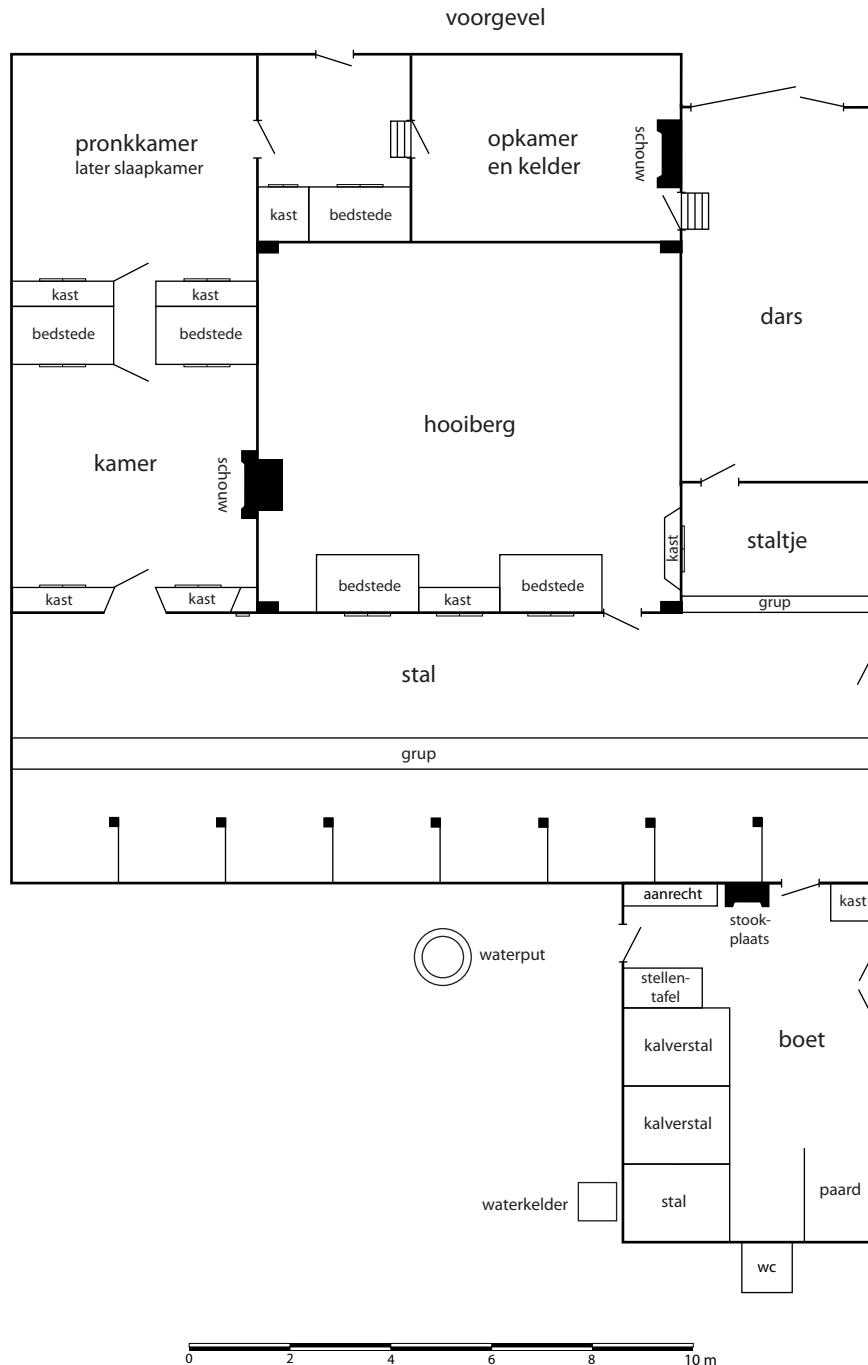 voorgevel
pronkkamer
later slaapkamer
opkamer
en kelder
schouw
kast
bedstede
kast
kast
bedstede
bedstede
dars
hooiberg
kamer
schouw
kast
staltje
bedstede
kast
bedstede
kast
kast
grup
stal
grup
aanrecht
kast
stook-
plaats
waterput
stellen-
tafel
boet
kalverstal
kalverstal
waterkelder
stal
paard
wc
0 2 4 6 8 10 m